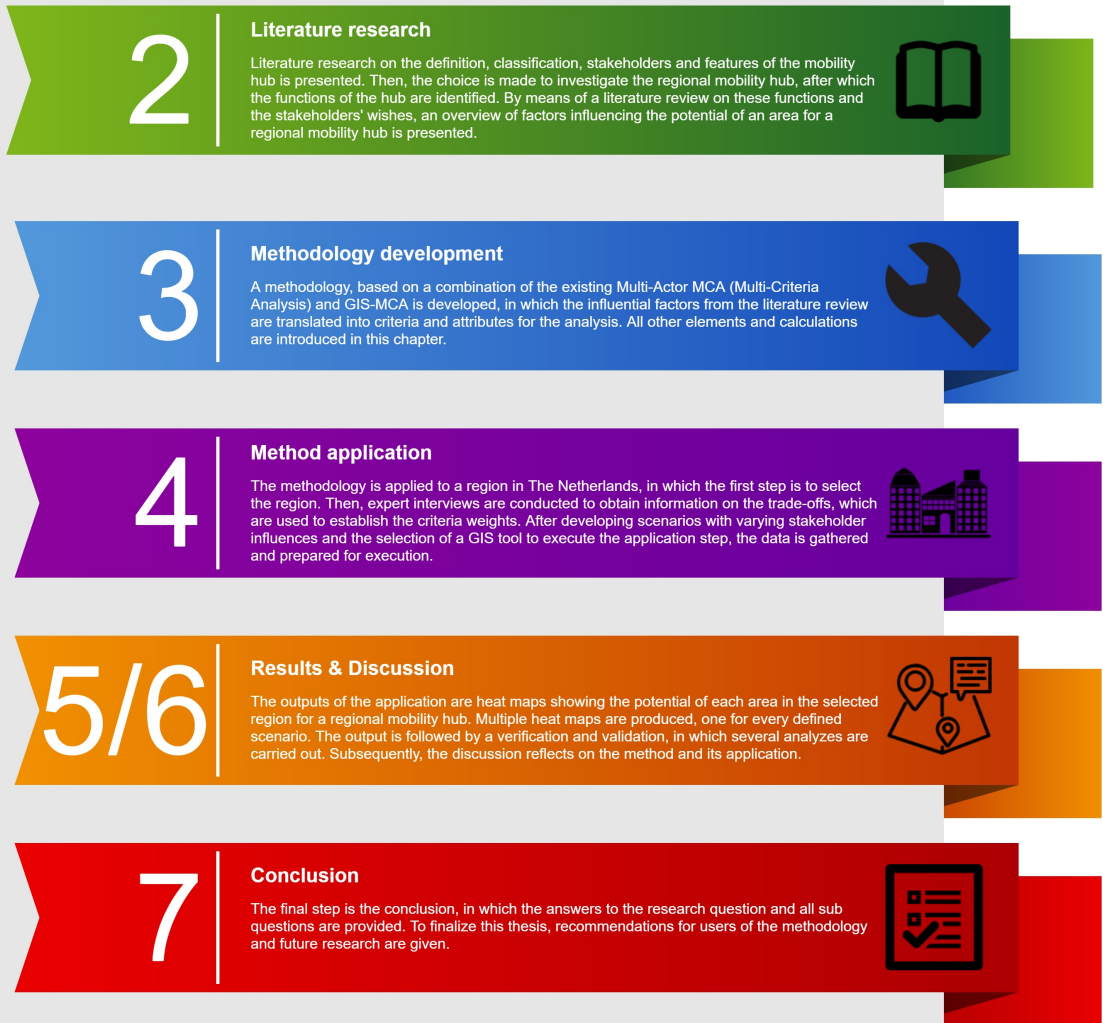 2
Literature research
Literature research on the definition, classification, stakeholders and features of the mobility
hub is presented. Then, the choice is made to investigate the regional mobility hub, after which
the functions of the hub are identified. By means of a literature review on these functions and
the stakeholders' wishes, an overview of factors influencing the potential of an area for a
regional mobility hub is presented.
3
Methodology development
A methodology, based on a combination of the existing Multi-Actor MCA (Multi-Criteria
Analysis) and GIS-MCA is developed, in which the influential factors from the literature review
are translated into criteria and attributes for the analysis. All other elements and calculations
are introduced in this chapter.
4
Method application
The methodology is applied to a region in The Netherlands, in which the first step is to select
the region. Then, expert interviews are conducted to obtain information on the trade-offs, which
are used to establish the criteria weights. After developing scenarios with varying stakeholder
influences and the selection of a GIS tool to execute the application step, the data is gathered
and prepared for execution.
5/6
Results & Discussion
The outputs of the application are heat maps showing the potential of each area in the selected
region for a regional mobility hub. Multiple heat maps are produced, one for every defined
scenario. The output is followed by a verification and validation, in which several analyzes are
carried out. Subsequently, the discussion reflects on the method and its application.
7
Conclusion
The final step is the conclusion, in which the answers to the research question and all sub
questions are provided. To finalize this thesis, recommendations for users of the methodology
and future research are given.